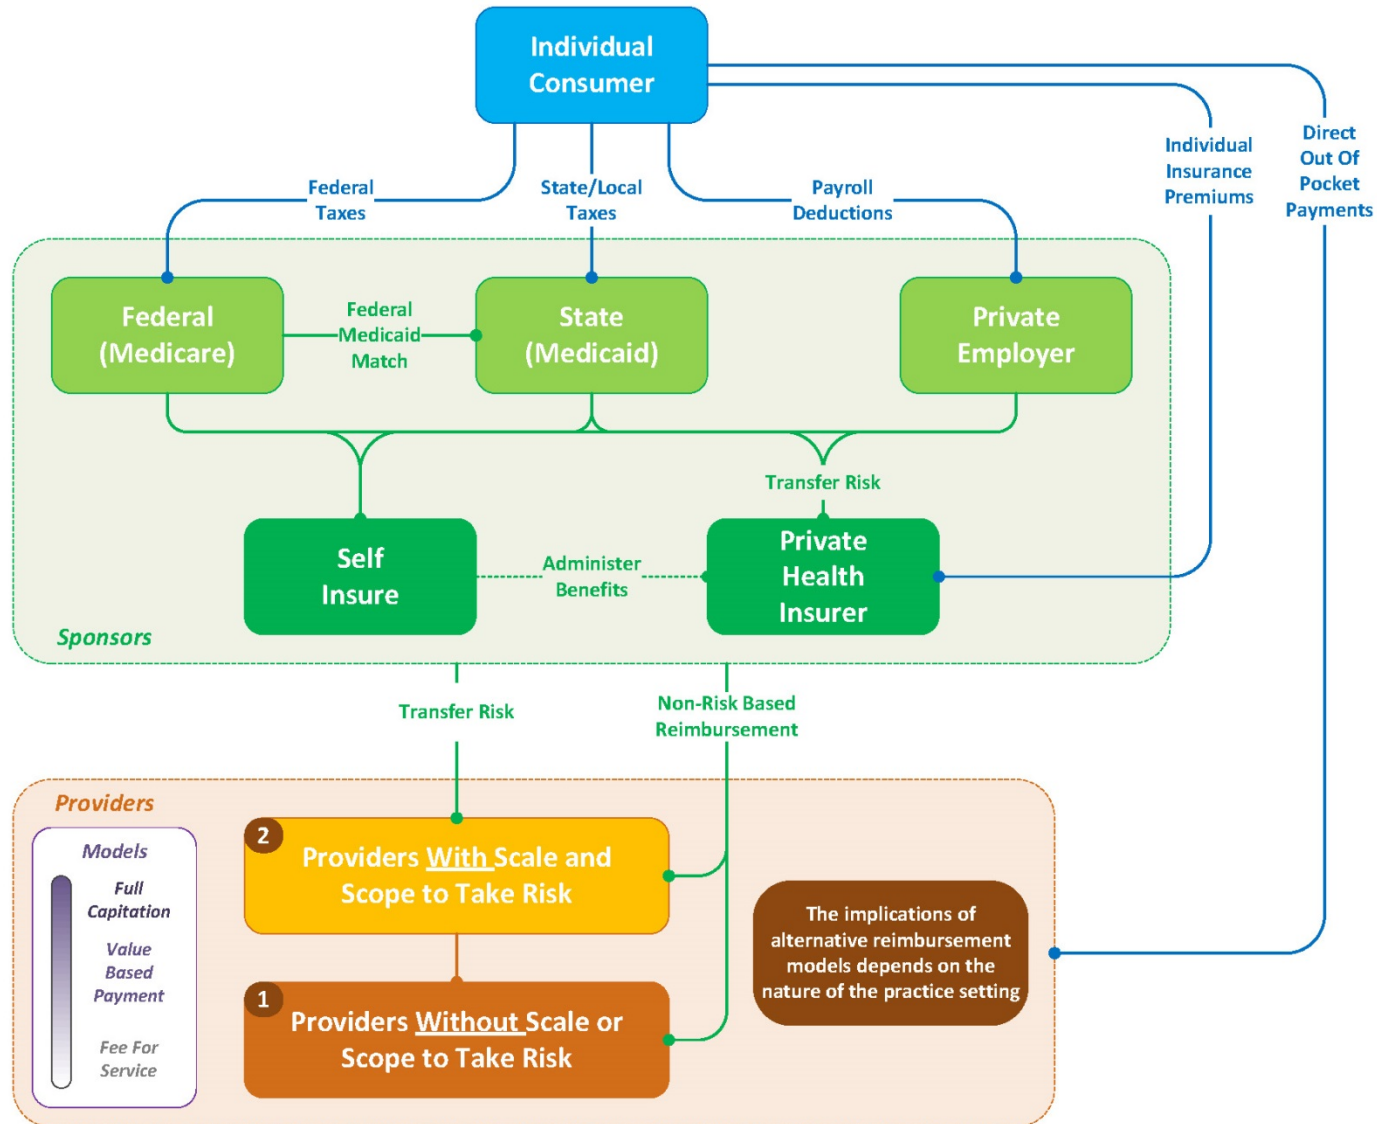 Individual
Consumer
Federal
Taxes
State/Local
Taxes
Payroll
Deductions
Individual
Insurance
Premiums
Direct
Out Of
Pocket
Payments
Federal
(Medicare)
Federal
Medicaid
Match
State
(Medicaid)
Private
Employer
Transfer Risk
Self
Insure
Administer
Benefits
Private
Health
Insurer
Sponsors
Transfer Risk
Non-Risk Based
Reimbursement
Providers
Models
Full
Capitation
Value
Based
Payment
Fee For
Service
2
Providers With Scale and
Scope to Take Risk
1
Providers Without Scale or
Scope to Take Risk
The implications of
alternative reimbursement
models depends on the
nature of the practice setting